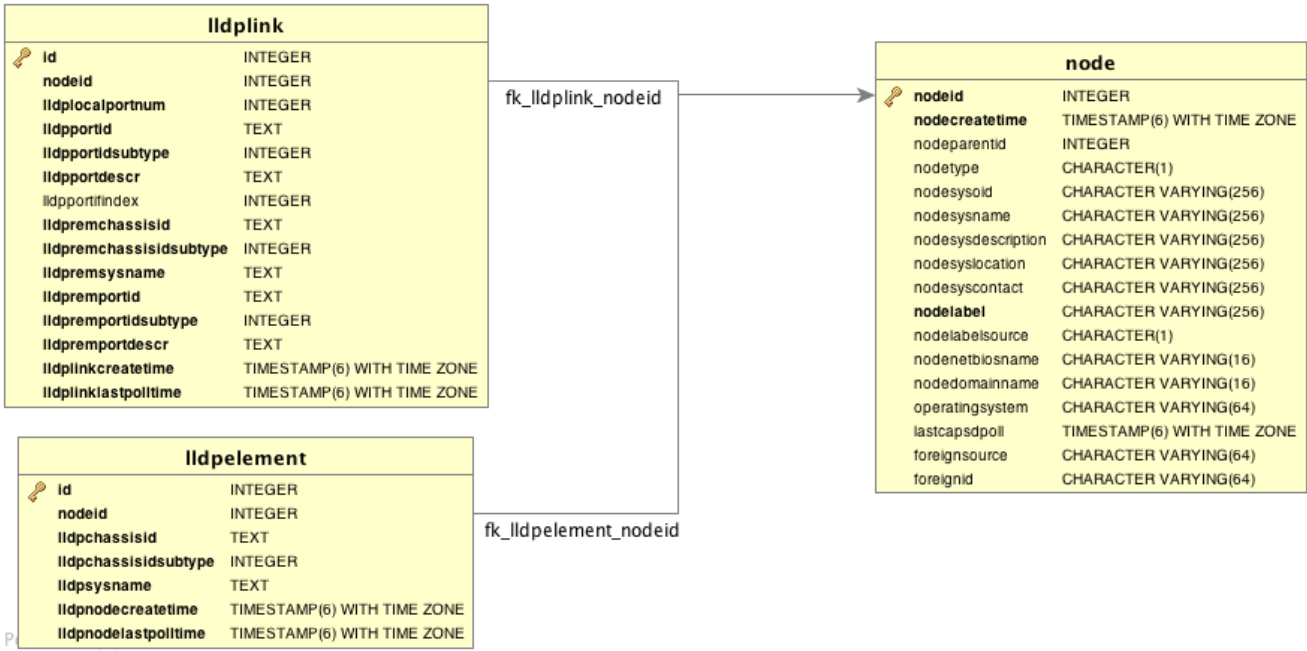 lldplink
id INTEGER
nodeid INTEGER
lldplocalportnum INTEGER
lldpportid TEXT
lldpportidsubtype INTEGER
lldpportdescr TEXT
lldpportifindex INTEGER
lldpremchassisid TEXT
lldpremchassisidsubtype INTEGER
lldpremsysname TEXT
lldpremportid TEXT
lldpremportidsubtype INTEGER
lldpremportdescr TEXT
lldplinkcreatetime TIMESTAMP(6) WITH TIME ZONE
lldplinklastpolltime TIMESTAMP(6) WITH TIME ZONE
fk_lldplink_nodeid
node
nodeid INTEGER
nodecreatetime TIMESTAMP(6) WITH TIME ZONE
nodeparentid INTEGER
nodetype CHARACTER(1)
nodesysoid CHARACTER VARYING(256)
nodesysname CHARACTER VARYING(256)
nodesysdescription CHARACTER VARYING(256)
nodesyslocation CHARACTER VARYING(256)
nodesyscontact CHARACTER VARYING(256)
nodelabel CHARACTER VARYING(256)
nodelabelsource CHARACTER(1)
nodenetbiosname CHARACTER VARYING(16)
nodedomainname CHARACTER VARYING(16)
operatingsystem CHARACTER VARYING(64)
lastcapsdpoll TIMESTAMP(6) WITH TIME ZONE
foreignsource CHARACTER VARYING(64)
foreignid CHARACTER VARYING(64)
lldpelement
id INTEGER
nodeid INTEGER
lldpchassisid TEXT
lldpchassisidsubtype INTEGER
lldpsysname TEXT
lldpnodecreatetime TIMESTAMP(6) WITH TIME ZONE
lldpnodelastpolltime TIMESTAMP(6) WITH TIME ZONE
fk_lldpelement_nodeid